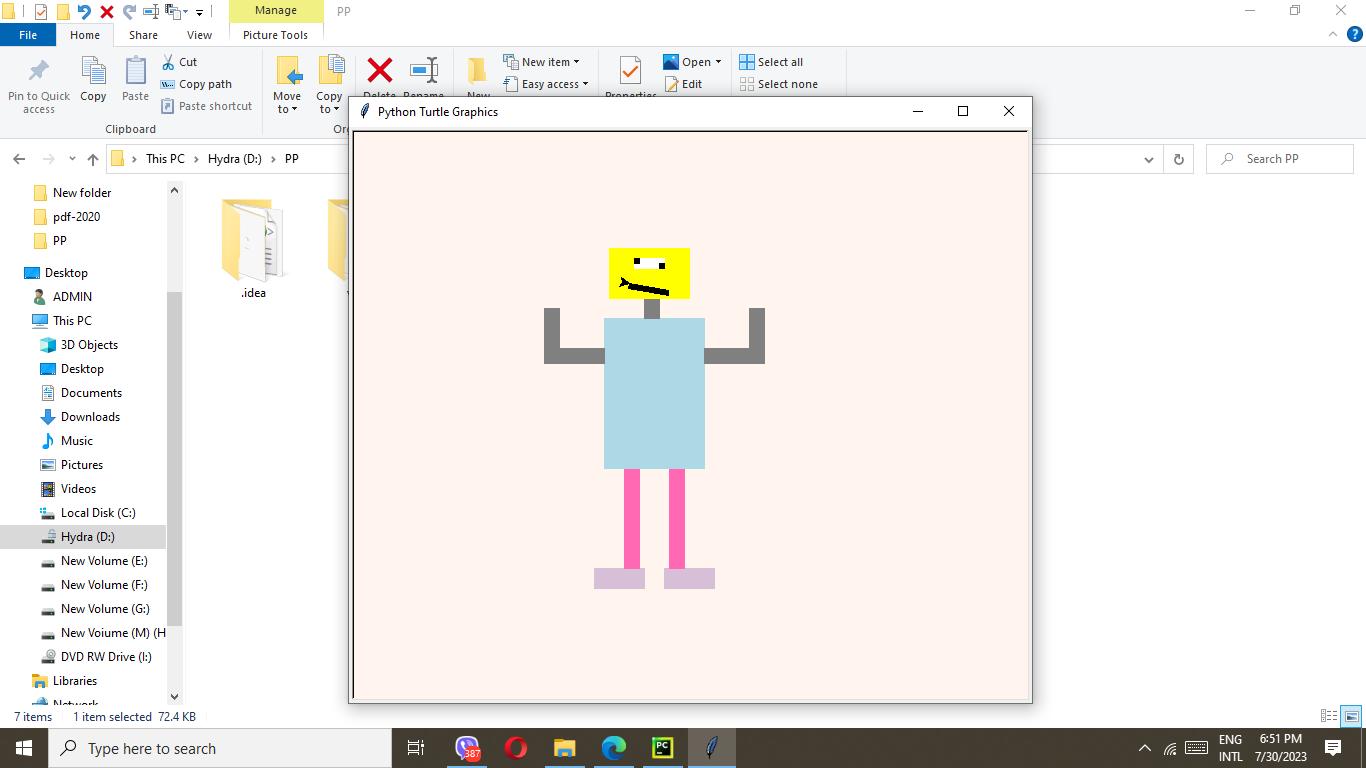 Manage
PP
File
Home
Share
View
Picture Tools
Pin to Quick access
Copy
Paste
Cut
Copy path
Paste shortcut
Clipboard
Move to
Copy to
Delete
Rename
New
New item
Easy access
Properties
Open
Edit
Select all
Select none
Python Turtle Graphics
This PC
Hydra (D:)
PP
Search PP
New folder
pdf-2020
PP
Desktop
ADMIN
This PC
3D Objects
Desktop
Documents
Downloads
Music
Pictures
Videos
Local Disk (C:)
Hydra (D:)
New Volume (E:)
New Volume (F:)
New Volume (G:)
New Voiume (M) (H
DVD RW Drive (I:)
Libraries
Network
.idea
7 items
1 item selected 72.4 KB
Type here to search
387
PC
ENG
INTL
6:51 PM
7/30/2023